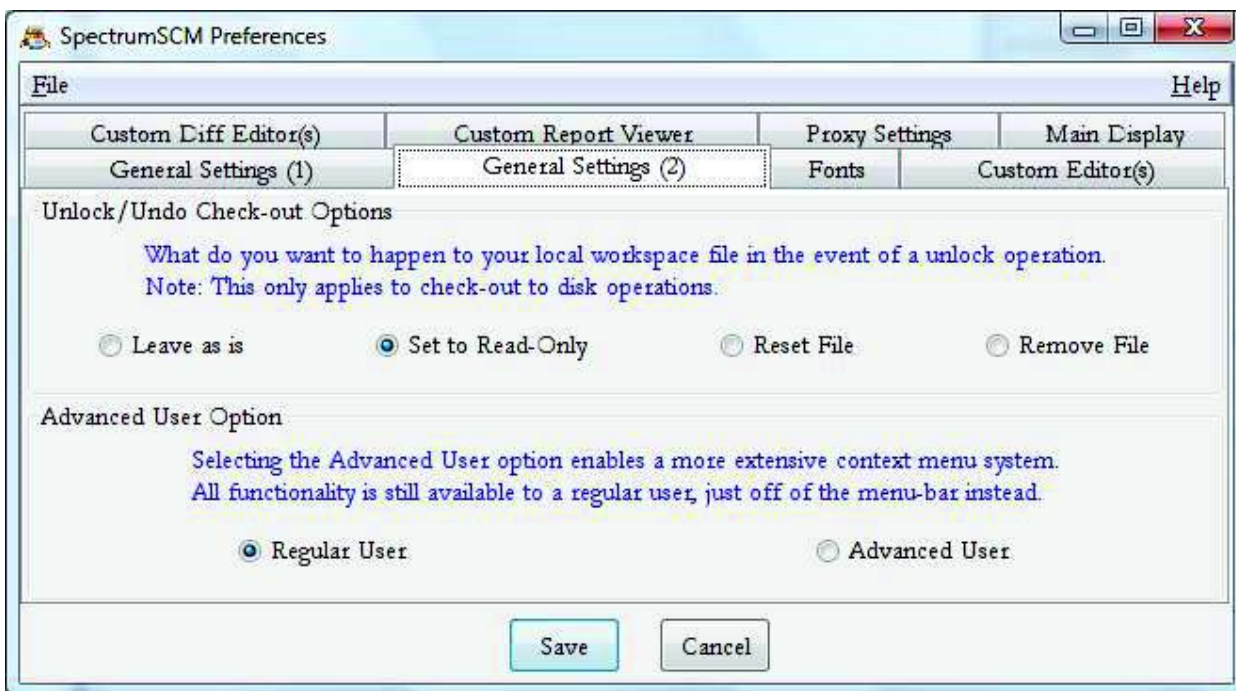 SpectrumSCM Preferences
File Help
Custom Diff Editor(s) Custom Report Viewer Proxy Settings Main Display
General Settings (1) General Settings (2) Fonts Custom Editor(s)
Unlock/Undo Check-out Options
What do you want to happen to your local workspace file in the event of a unlock operation.
Note: This only applies to check-out to disk operations.
Leave as is Set to Read-Only Reset File Remove File
Advanced User Option
Selecting the Advanced User option enables a more extensive context menu system.
All functionality is still available to a regular user, just off of the menu-bar instead.
Regular User Advanced User
Save Cancel